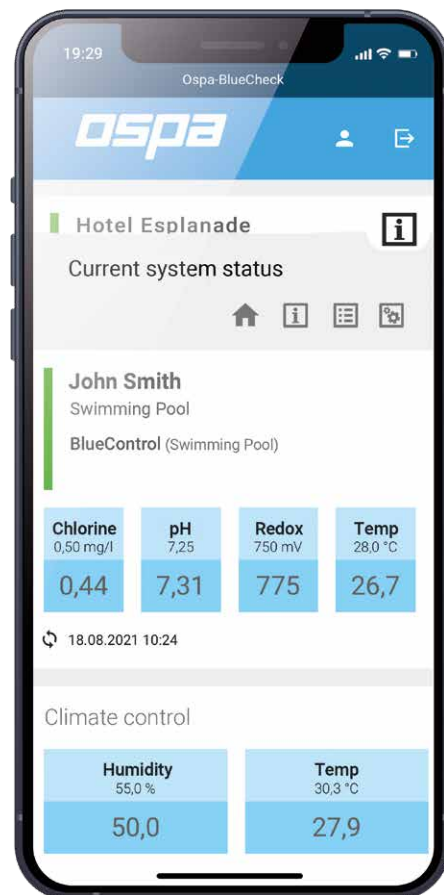 19:29
Ospa-BlueCheck
ospa
Hotel Esplanade
i
Current system status
i
John Smith
Swimming Pool
BlueControl (Swimming Pool)
Chlorine pH Redox Temp
0,50 mg/l 7,25 750 mV 28,0 °C
0,44 7,31 775 26,7
18.08.2021 10:24
Climate control
Humidity Temp
55,0 % 30,3 °C
50,0 27,9